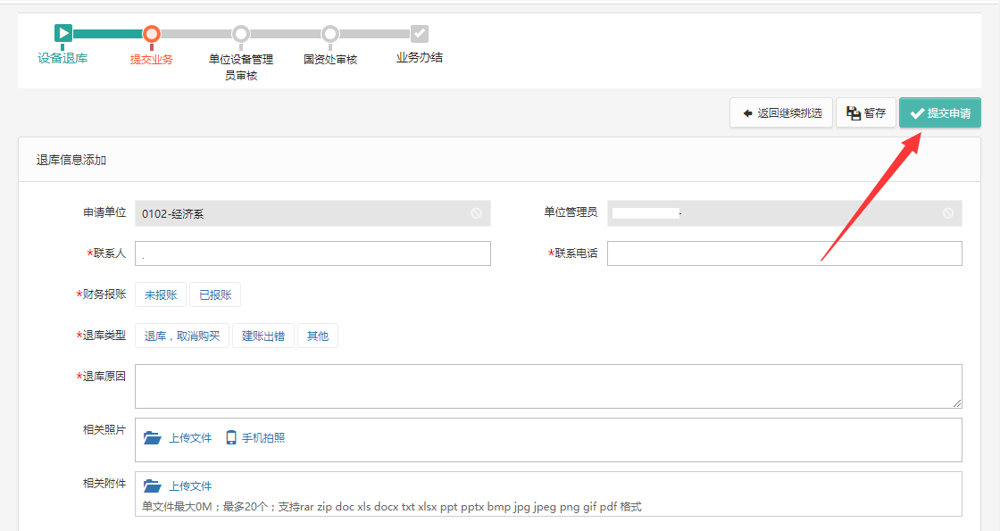 设备退库
提交业务
单位设备管理
员审核
国资处审核
业务办结
返回继续挑选
暂存
提交申请
退库信息添加
申请单位 0102-经济系
单位管理员 -
*联系人 .
*联系电话
*财务报账 未报账 已报账
*退库类型 退库，取消购买 建账出错 其他
*退库原因
相关照片 上传文件 手机拍照
相关附件 上传文件
单文件最大0M；最多20个；支持rar zip doc xls docx txt xlsx ppt pptx bmp jpg jpeg png gif pdf 格式